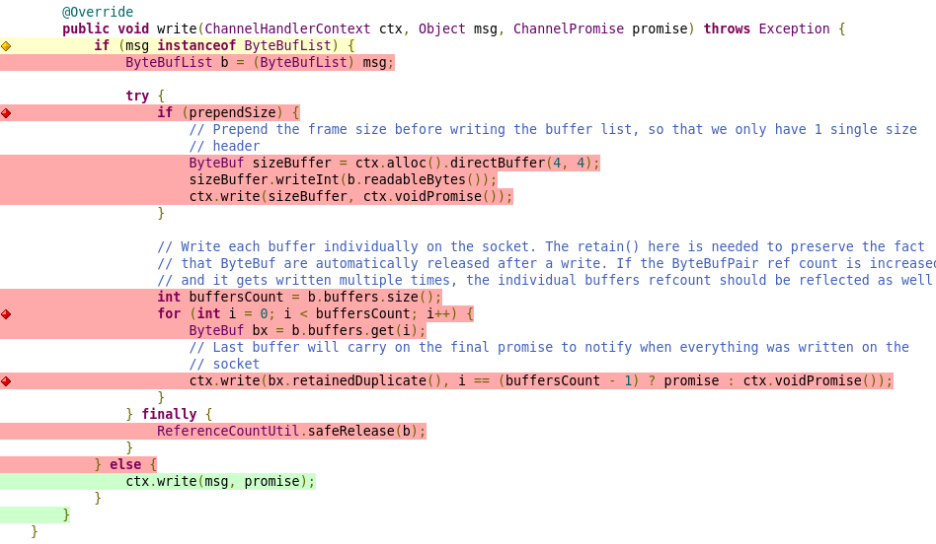 @Override
public void write(ChannelHandlerContext ctx, Object msg, ChannelPromise promise) throws Exception {
if (msg instanceof ByteBufList) {
ByteBufList b = (ByteBufList) msg;
try {
if (prependSize) {
// Prepend the frame size before writing the buffer list, so that we only have 1 single size
// header
ByteBuf sizeBuffer = ctx.alloc().directBuffer(4, 4);
sizeBuffer.writeInt(b.readableBytes());
ctx.write(sizeBuffer, ctx.voidPromise());
}
// Write each buffer individually on the socket. The retain() here is needed to preserve the fact
// that ByteBuf are automatically released after a write. If the ByteBufPair ref count is increased
// and it gets written multiple times, the individual buffers refcount should be reflected as well
int buffersCount = b.buffers.size();
for (int i = 0; i < buffersCount; i++) {
ByteBuf bx = b.buffers.get(i);
// Last buffer will carry on the final promise to notify when everything was written on the
// socket
ctx.write(bx.retainedDuplicate(), i == (buffersCount - 1) ? promise : ctx.voidPromise());
}
} finally {
ReferenceCountUtil.safeRelease(b);
}
} else {
ctx.write(msg, promise);
}
}
}